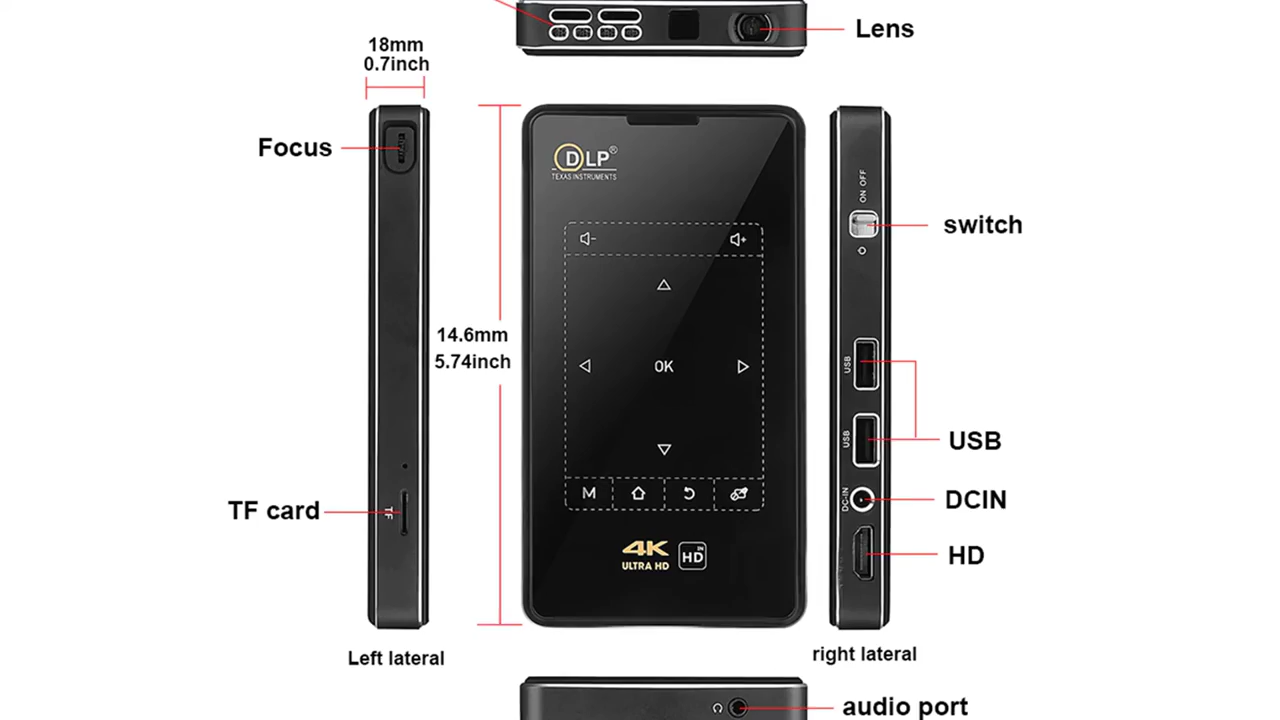 Lens
18mm
0.7inch
Focus
DLP®
TEXAS INSTRUMENTS
ON OFF
switch
14.6mm
5.74inch
OK
USB
USB
USB
M
TF card
TF
DC-IN
DCIN
4K
ULTRA HD
HD IN
HD
Left lateral
right lateral
audio port